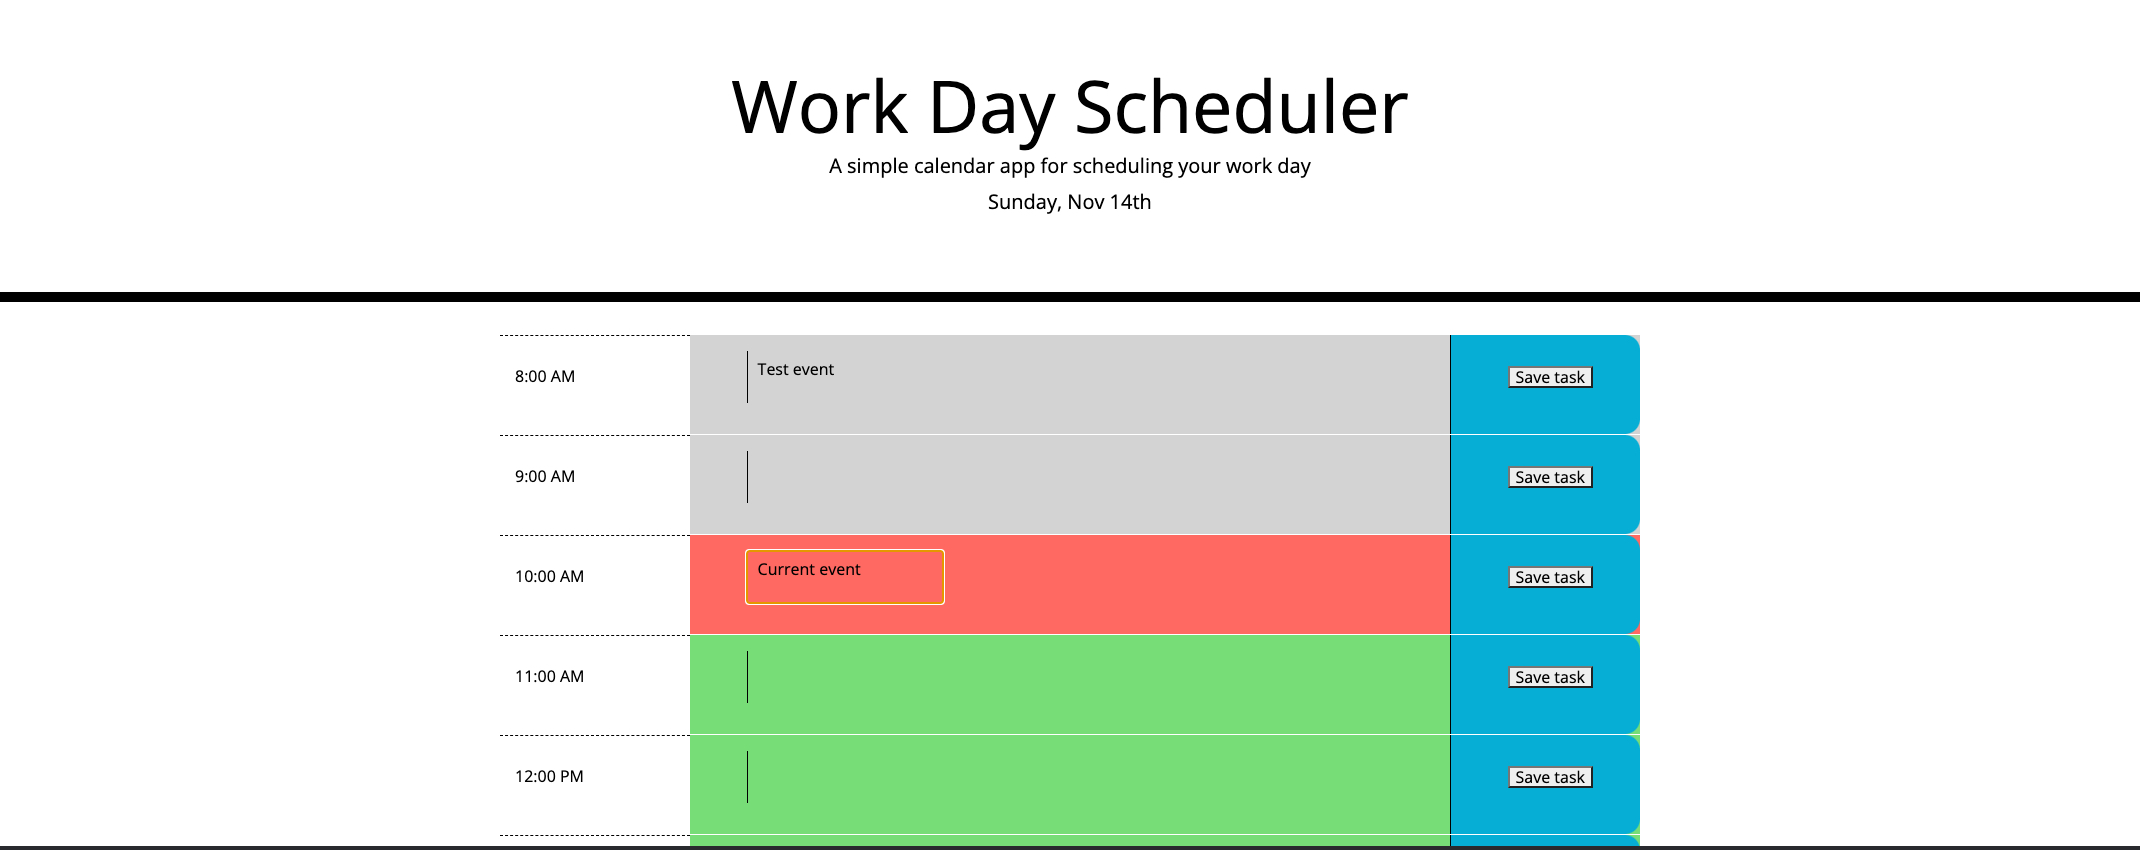 Work Day Scheduler
A simple calendar app for scheduling your work day
Sunday, Nov 14th
8:00 AM Test event Save task
9:00 AM Save task
10:00 AM Current event Save task
11:00 AM Save task
12:00 PM Save task